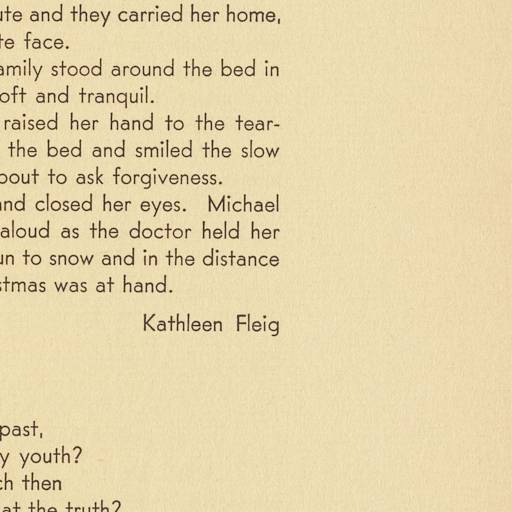 ute and they carried her home,
te face.
amily stood around the bed in
oft and tranquil.
raised her hand to the tear-
the bed and smiled the slow
bout to ask forgiveness.
and closed her eyes. Michael
aloud as the doctor held her
un to snow and in the distance
stmas was at hand.
Kathleen Fleig
past,
y youth?
ch then
at the truth?